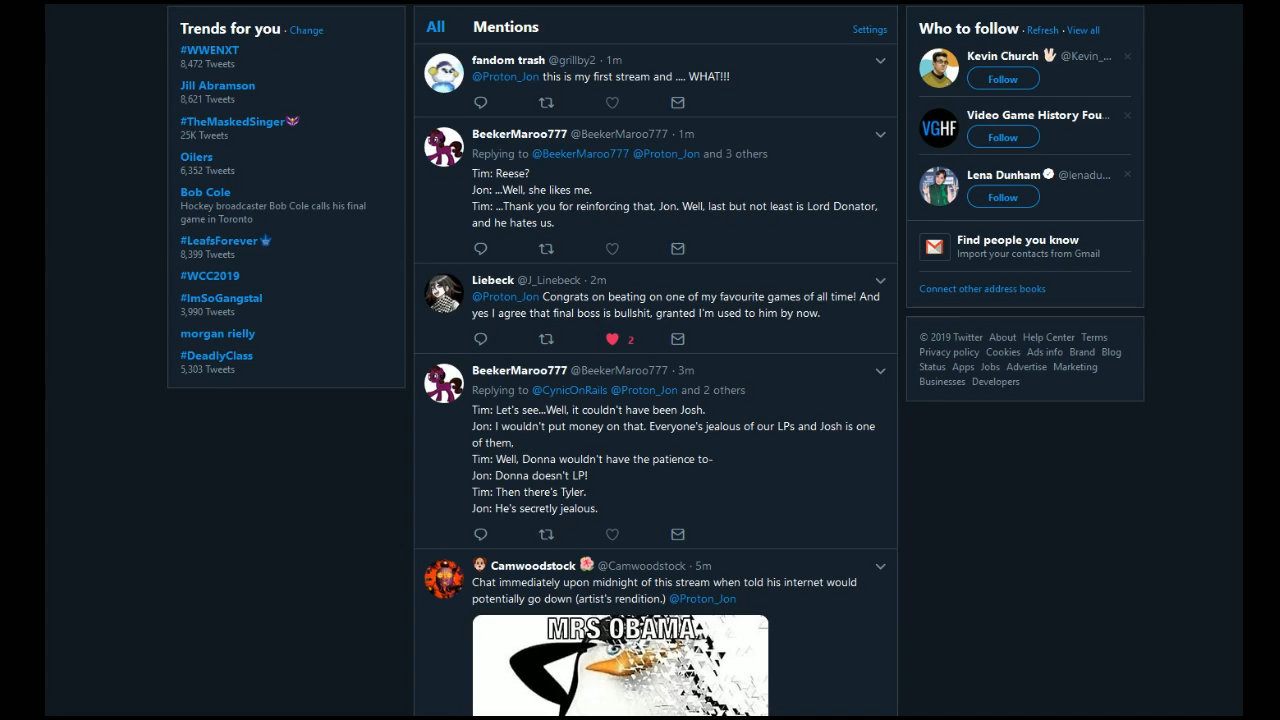 Trends for you · Change
#WWENXT
8,472 Tweets
Jill Abramson
8,621 Tweets
#TheMaskedSinger
25K Tweets
Oilers
6,352 Tweets
Bob Cole
Hockey broadcaster Bob Cole calls his final
game in Toronto
#LeafsForever
8,399 Tweets
#WCC2019
#ImSoGangstal
3,990 Tweets
morgan rielly
#DeadlyClass
5,303 Tweets
All Mentions Settings
fandom trash @grillby2 · 1m
@Proton_Jon this is my first stream and .... WHAT!!!
BeekerMaroo777 @BeekerMaroo777 · 1m
Replying to @BeekerMaroo777 @Proton_Jon and 3 others
Tim: Reese?
Jon: ...Well, she likes me.
Tim: ...Thank you for reinforcing that, Jon. Well, last but not least is Lord Donator,
and he hates us.
Liebeck @J_Linebeck · 2m
@Proton_Jon Congrats on beating on one of my favourite games of all time! And
yes I agree that final boss is bullshit, granted I'm used to him by now.
2
BeekerMaroo777 @BeekerMaroo777 · 3m
Replying to @CynicOnRails @Proton_Jon and 2 others
Tim: Let's see...Well, it couldn't have been Josh.
Jon: I wouldn't put money on that. Everyone's jealous of our LPs and Josh is one
of them,
Tim: Well, Donna wouldn't have the patience to-
Jon: Donna doesn't LP!
Tim: Then there's Tyler.
Jon: He's secretly jealous.
Camwoodstock @Camwoodstock · 5m
Chat immediately upon midnight of this stream when told his internet would
potentially go down (artist's rendition.) @Proton_Jon
MRS OBAMA
Who to follow · Refresh · View all
Kevin Church @Kevin_...
Follow
VGHF
Video Game History Fou...
Follow
Lena Dunham @lenadu...
Follow
Find people you know
Import your contacts from Gmail
Connect other address books
© 2019 Twitter About Help Center Terms
Privacy policy Cookies Ads info Brand Blog
Status Apps Jobs Advertise Marketing
Businesses Developers